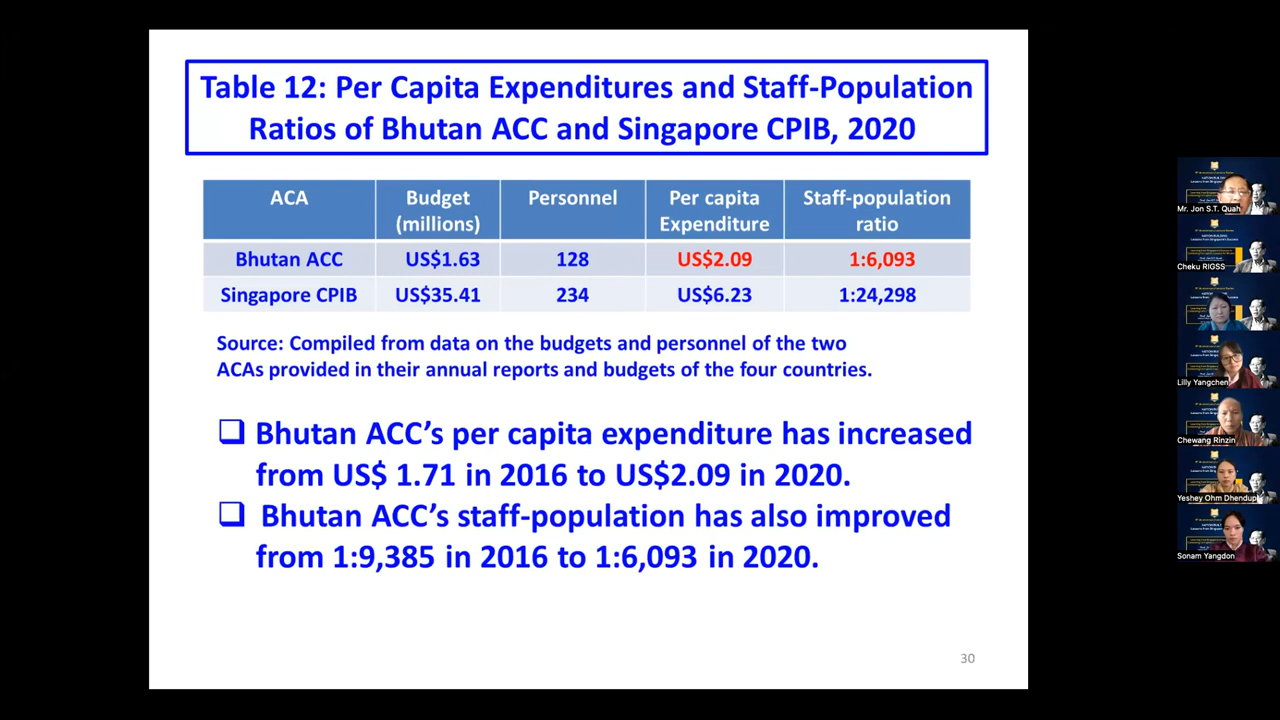 Table 12: Per Capita Expenditures and Staff-Population
Ratios of Bhutan ACC and Singapore CPIB, 2020
ACA Budget (millions) Personnel Per capita Expenditure Staff-population ratio
Bhutan ACC US$1.63 128 US$2.09 1:6,093
Singapore CPIB US$35.41 234 US$6.23 1:24,298
Source: Compiled from data on the budgets and personnel of the two
ACAs provided in their annual reports and budgets of the four countries.
Bhutan ACC’s per capita expenditure has increased
from US$ 1.71 in 2016 to US$2.09 in 2020.
Bhutan ACC’s staff-population has also improved
from 1:9,385 in 2016 to 1:6,093 in 2020.
30
Mr. Jon S.T. Quah
Cheku RIGSS
Lilly Yangchen
Chewang Rinzin
Yeshey Ohm Dhendup
Sonam Yangdon